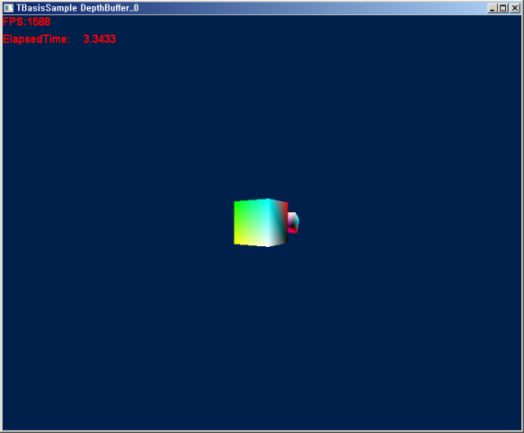 TBasisSample DepthBuffer_0
FPS:1588
ElapsedTime: 3.3433